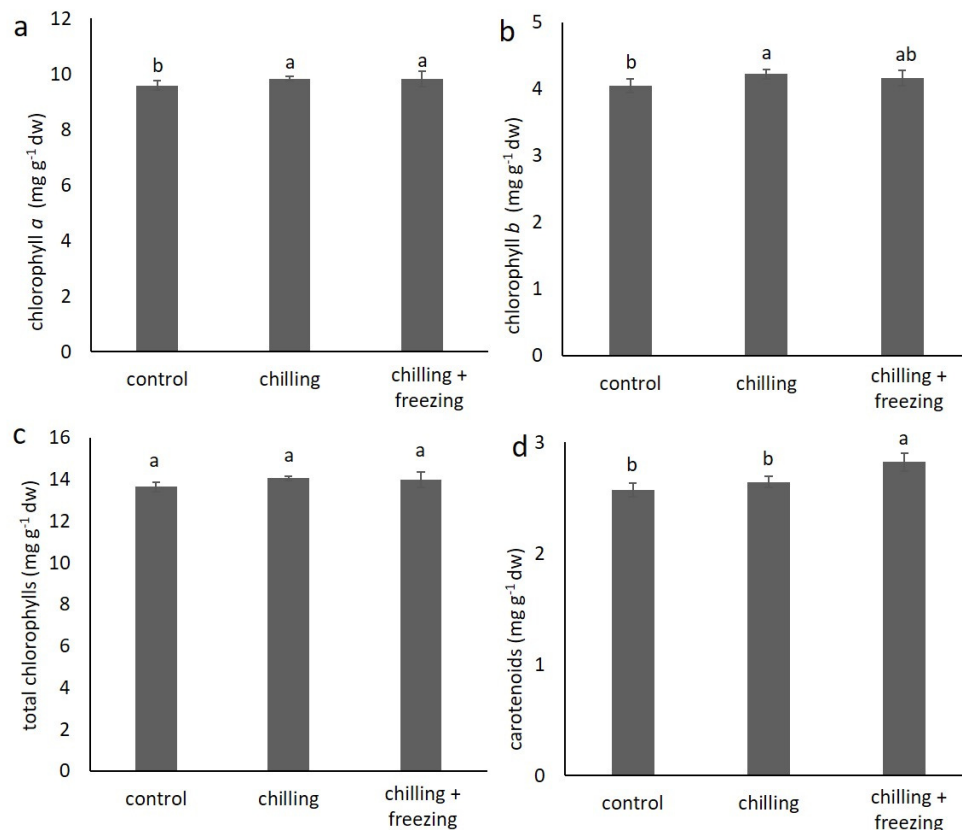 a
chlorophyll a (mg g-1 dw)
12
10
8
6
4
2
0
b
a
a
control
chilling
chilling +
freezing
b
chlorophyll b (mg g-1 dw)
5
4
3
2
1
0
b
a
ab
control
chilling
chilling +
freezing
c
total chlorophylls (mg g-1 dw)
16
14
12
10
8
6
4
2
0
a
a
a
control
chilling
chilling +
freezing
d
carotenoids (mg g-1 dw)
3
2
1
0
b
b
a
control
chilling
chilling +
freezing